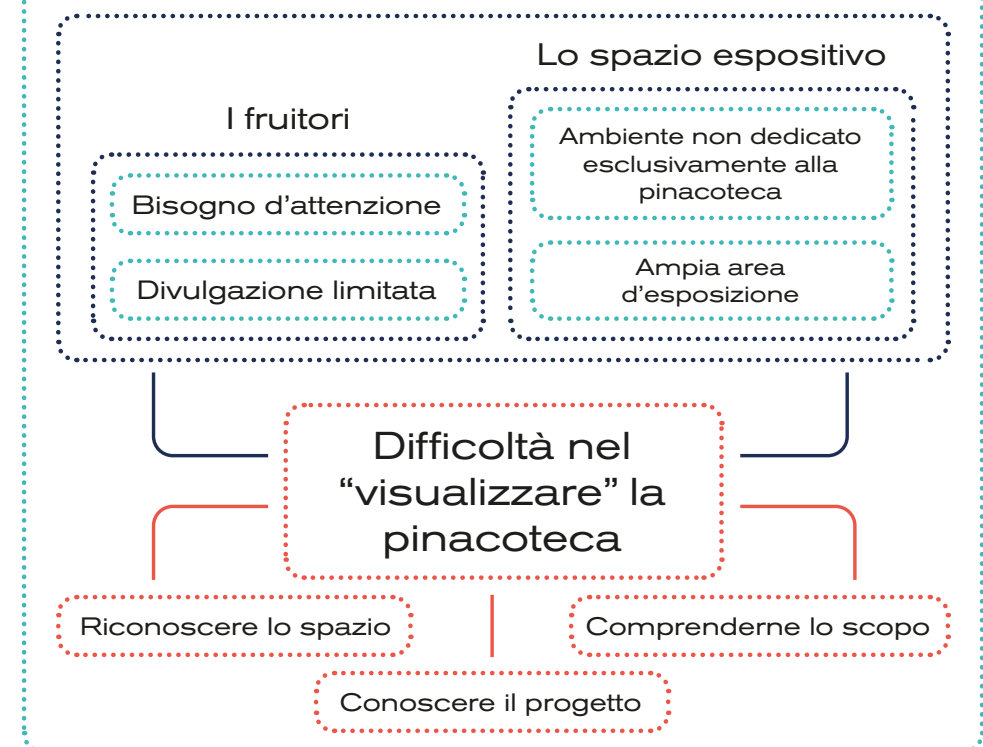 I fruitori
Bisogno d'attenzione
Divulgazione limitata
Lo spazio espositivo
Ambiente non dedicato
esclusivamente alla
pinacoteca
Ampia area
d'esposizione
Difficoltà nel
“visualizzare” la
pinacoteca
Riconoscere lo spazio
Conoscere il progetto
Comprenderne lo scopo